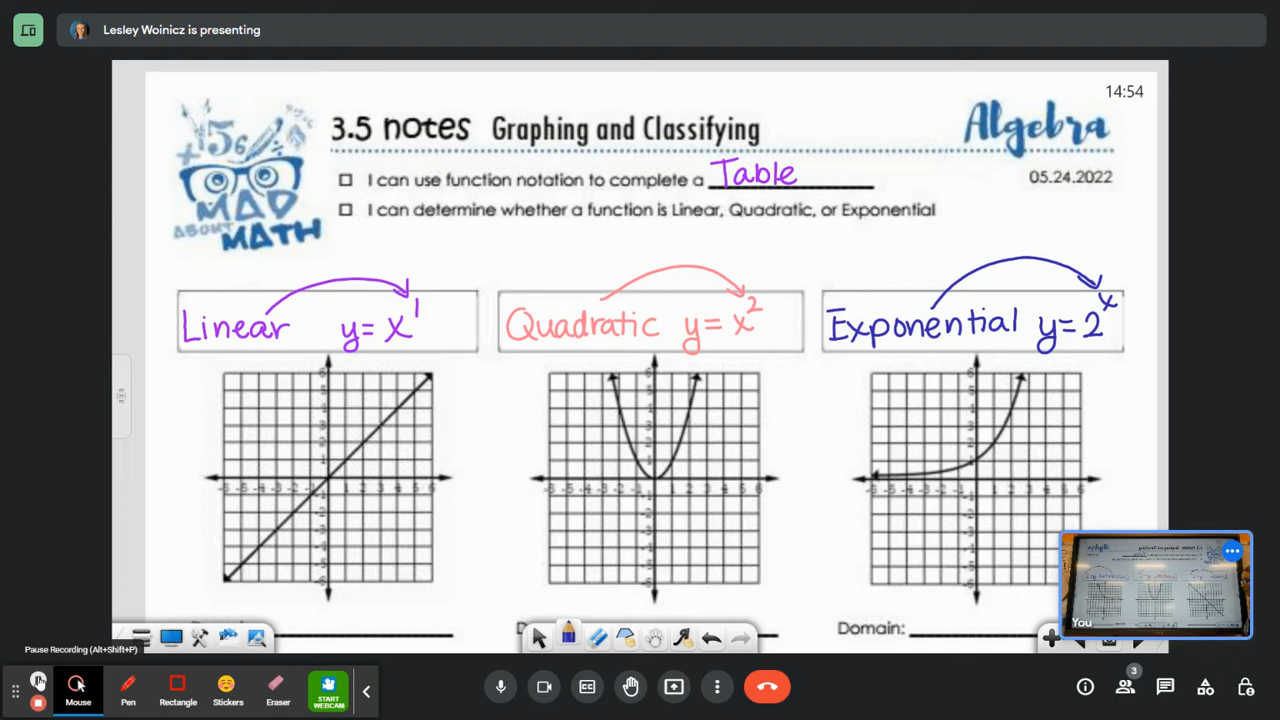 Lesley Woinicz is presenting
14:54
3.5 notes Graphing and Classifying
Algebra
I can use function notation to complete a Table
05.24.2022
I can determine whether a function is Linear, Quadratic, or Exponential
MAD
ABOUT
MATH
Linear y = x¹
Quadratic y = x²
Exponential y = 2ˣ
Domain:
You
Pause Recording (Alt+Shift+P)
Mouse
Pen
Rectangle
Stickers
Eraser
START
WEBCAM
CC
3